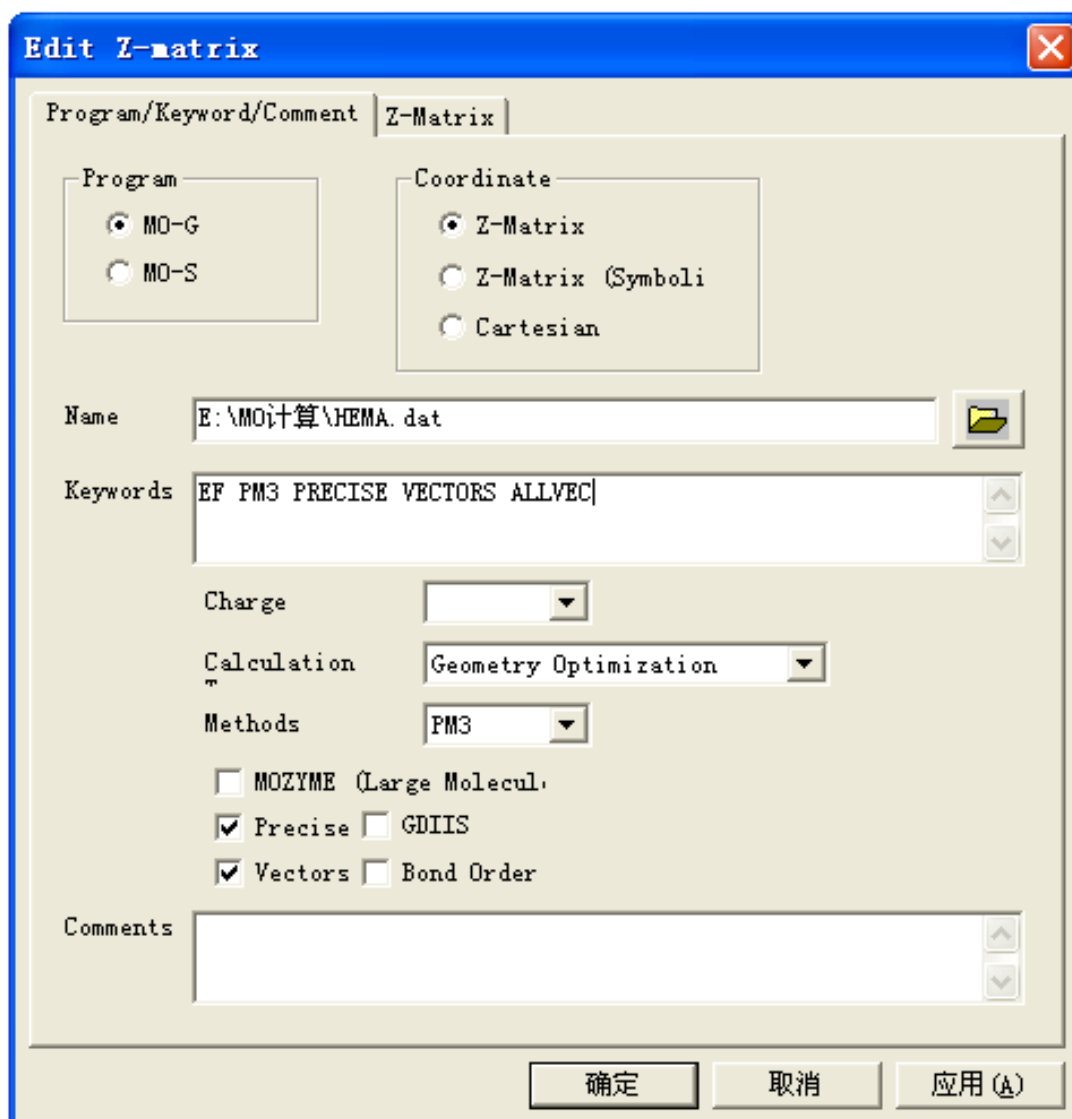 Edit Z-matrix
Program/Keyword/Comment Z-Matrix
Program Coordinate
MO-G Z-Matrix
MO-S Z-Matrix (Symboli
Cartesian
Name E:\MO计算\HEMA.dat
Keywords EF PM3 PRECISE VECTORS ALLVEC
Charge
Calculation Geometry Optimization
Methods PM3
MOZYME (Large Molecul
Precise GDIIS
Vectors Bond Order
Comments
确定 取消 应用(A)